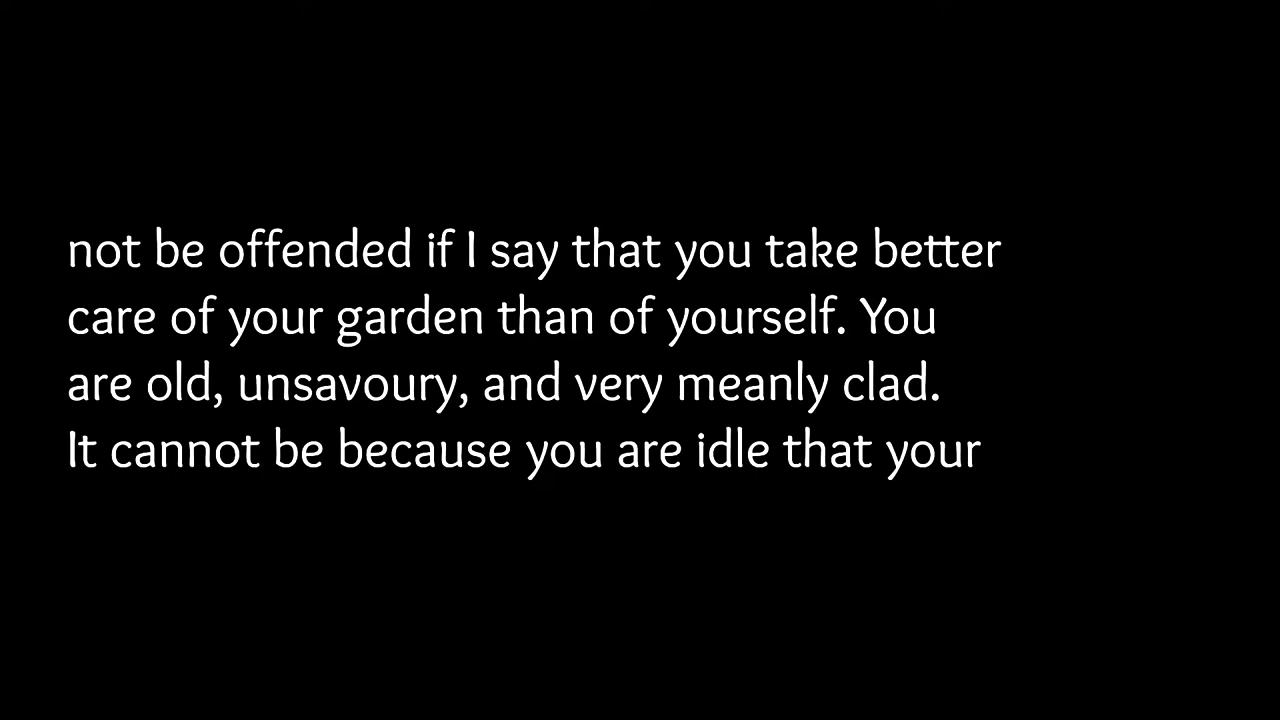 not be offended if I say that you take better
care of your garden than of yourself. You
are old, unsavoury, and very meanly clad.
It cannot be because you are idle that your